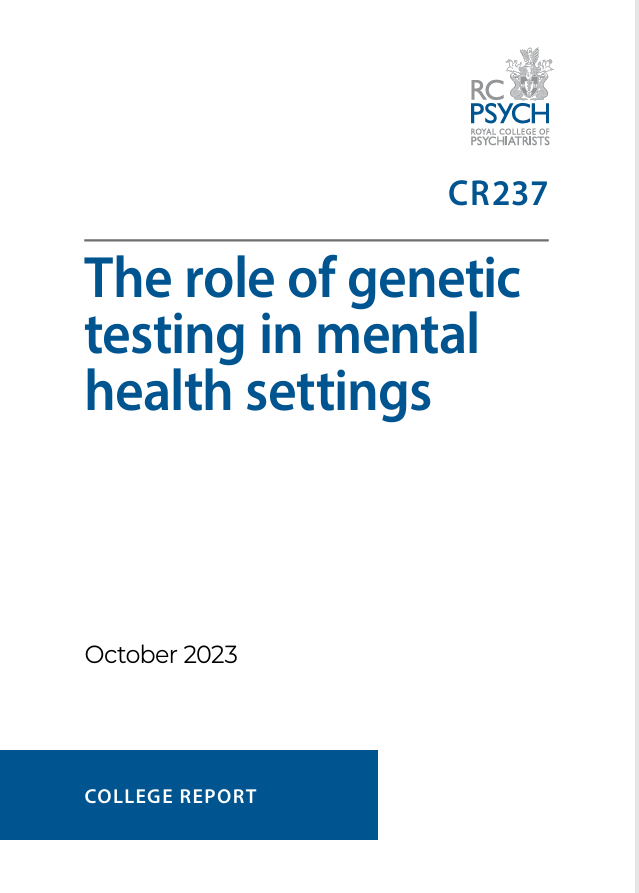 RC
PSYCH
ROYAL COLLEGE OF
PSYCHIATRISTS
CR237
The role of genetic
testing in mental
health settings
October 2023
COLLEGE REPORT